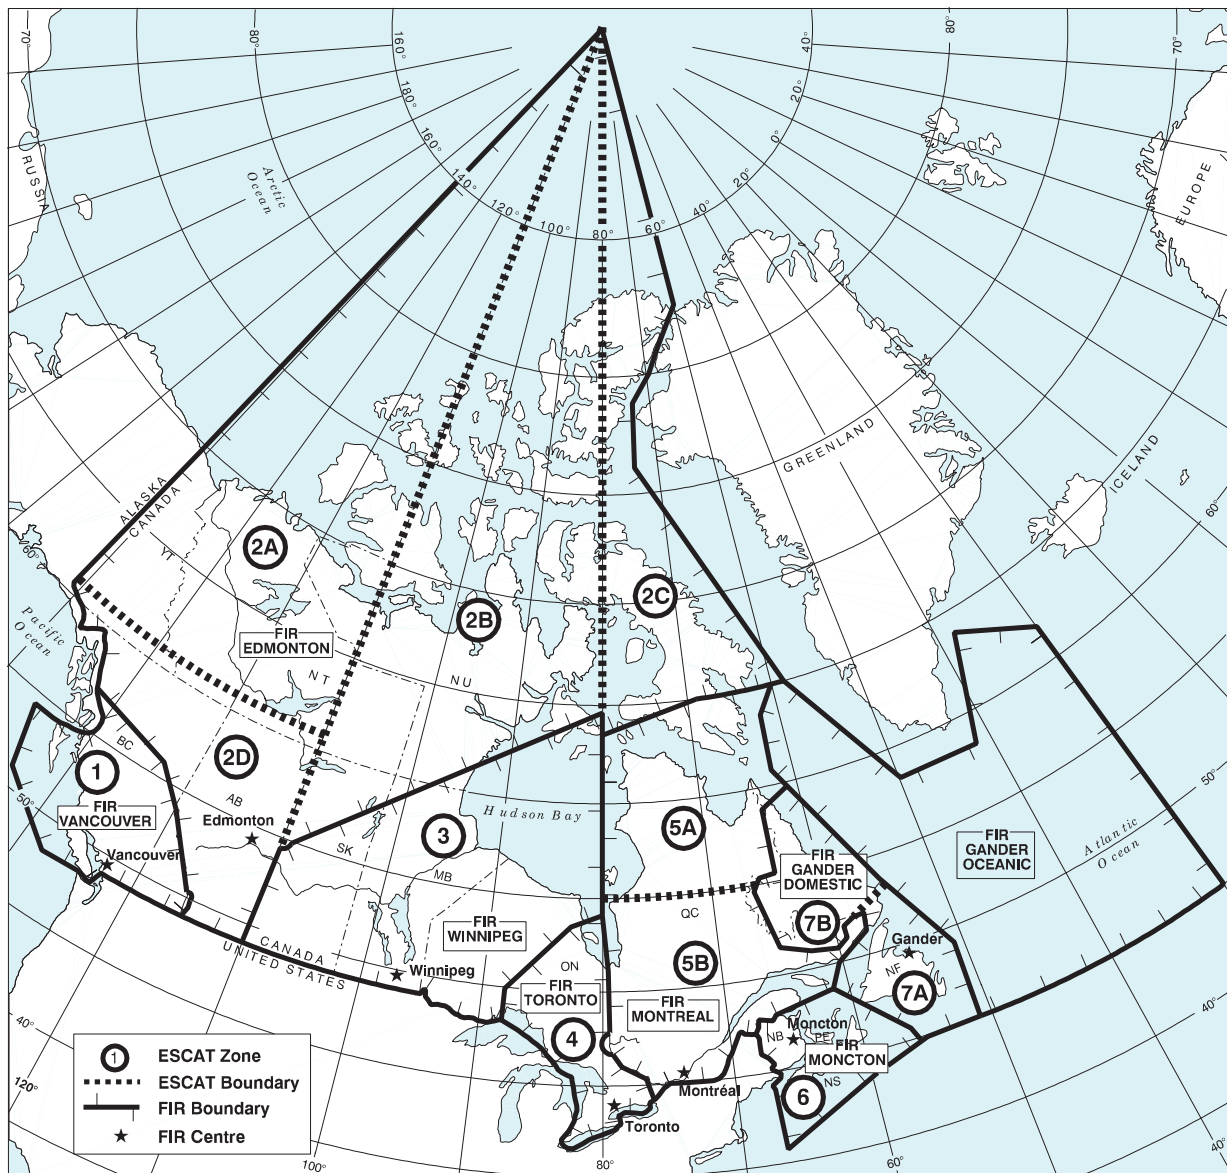 70°
80°
160°
180°
160°
140°
120°
100°
80°
60°
40°
20°
0°
20°
40°
80°
70°
RUSSIA
Arctic
Ocean
EUROPE
GREENLAND
ICELAND
60°
ALASKA
CANADA
YT
60°
Pacific
Ocean
2A
2B
2C
FIR
EDMONTON
NT
NU
BC
2D
1
FIR
VANCOUVER
50°
AB
Edmonton
Vancouver
SK
3
MB
Hudson Bay
5A
FIR
GANDER
DOMESTIC
FIR
GANDER
OCEANIC
Atlantic
Ocean
50°
QC
7B
FIR
WINNIPEG
CANADA
UNITED STATES
Winnipeg
ON
FIR
TORONTO
5B
FIR
MONTREAL
4
Gander
NF
7A
Moncton
NB
PE
FIR
MONCTON
NS
6
Montréal
Toronto
40°
40°
120°
100°
80°
60°
40°
1 ESCAT Zone
ESCAT Boundary
FIR Boundary
FIR Centre